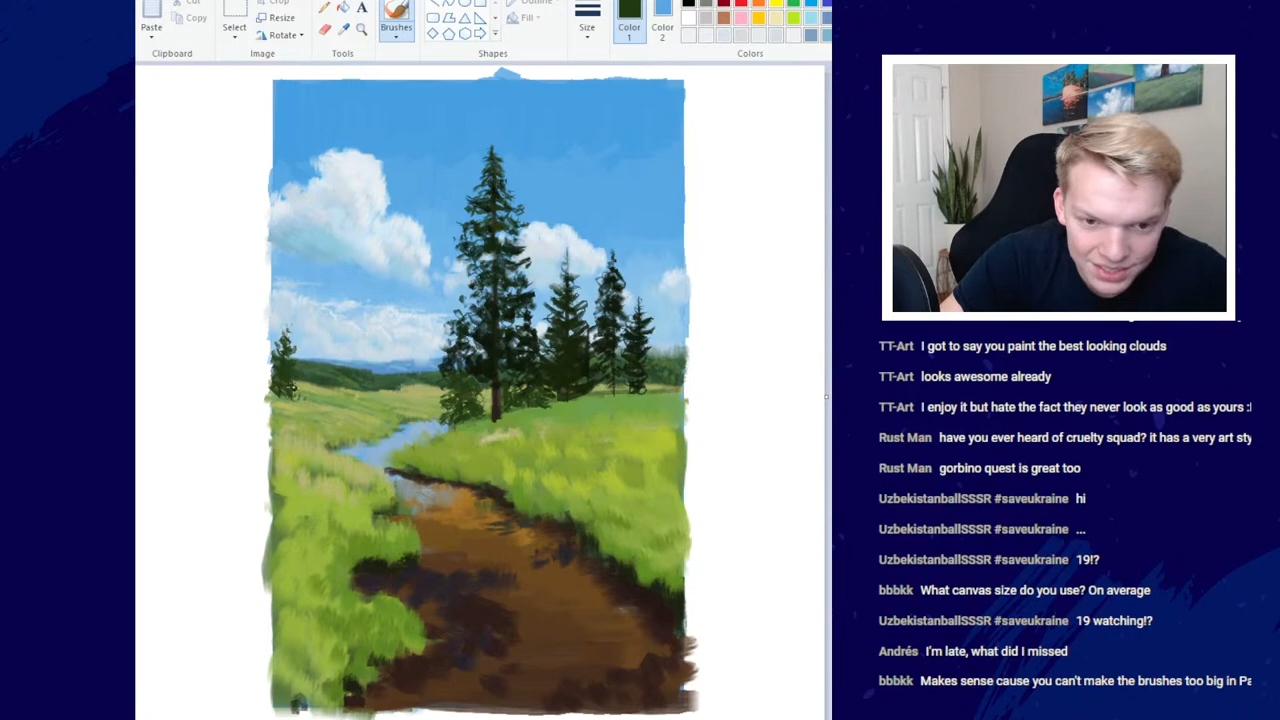 Cut
Crop
Outline
Paste
Copy
Select
Resize
Rotate
A
Brushes
Fill
Size
Color
1
Color
2
Clipboard
Image
Tools
Shapes
Colors
TT-Art I got to say you paint the best looking clouds
TT-Art looks awesome already
TT-Art I enjoy it but hate the fact they never look as good as yours
Rust Man have you ever heard of cruelty squad? it has a very art sty
Rust Man gorbino quest is great too
UzbekistanballSSSR #saveukraine hi
UzbekistanballSSSR #saveukraine ...
UzbekistanballSSSR #saveukraine 19!?
bbbkk What canvas size do you use? On average
UzbekistanballSSSR #saveukraine 19 watching!?
Andrés I'm late, what did I missed
bbbkk Makes sense cause you can't make the brushes too big in Pa